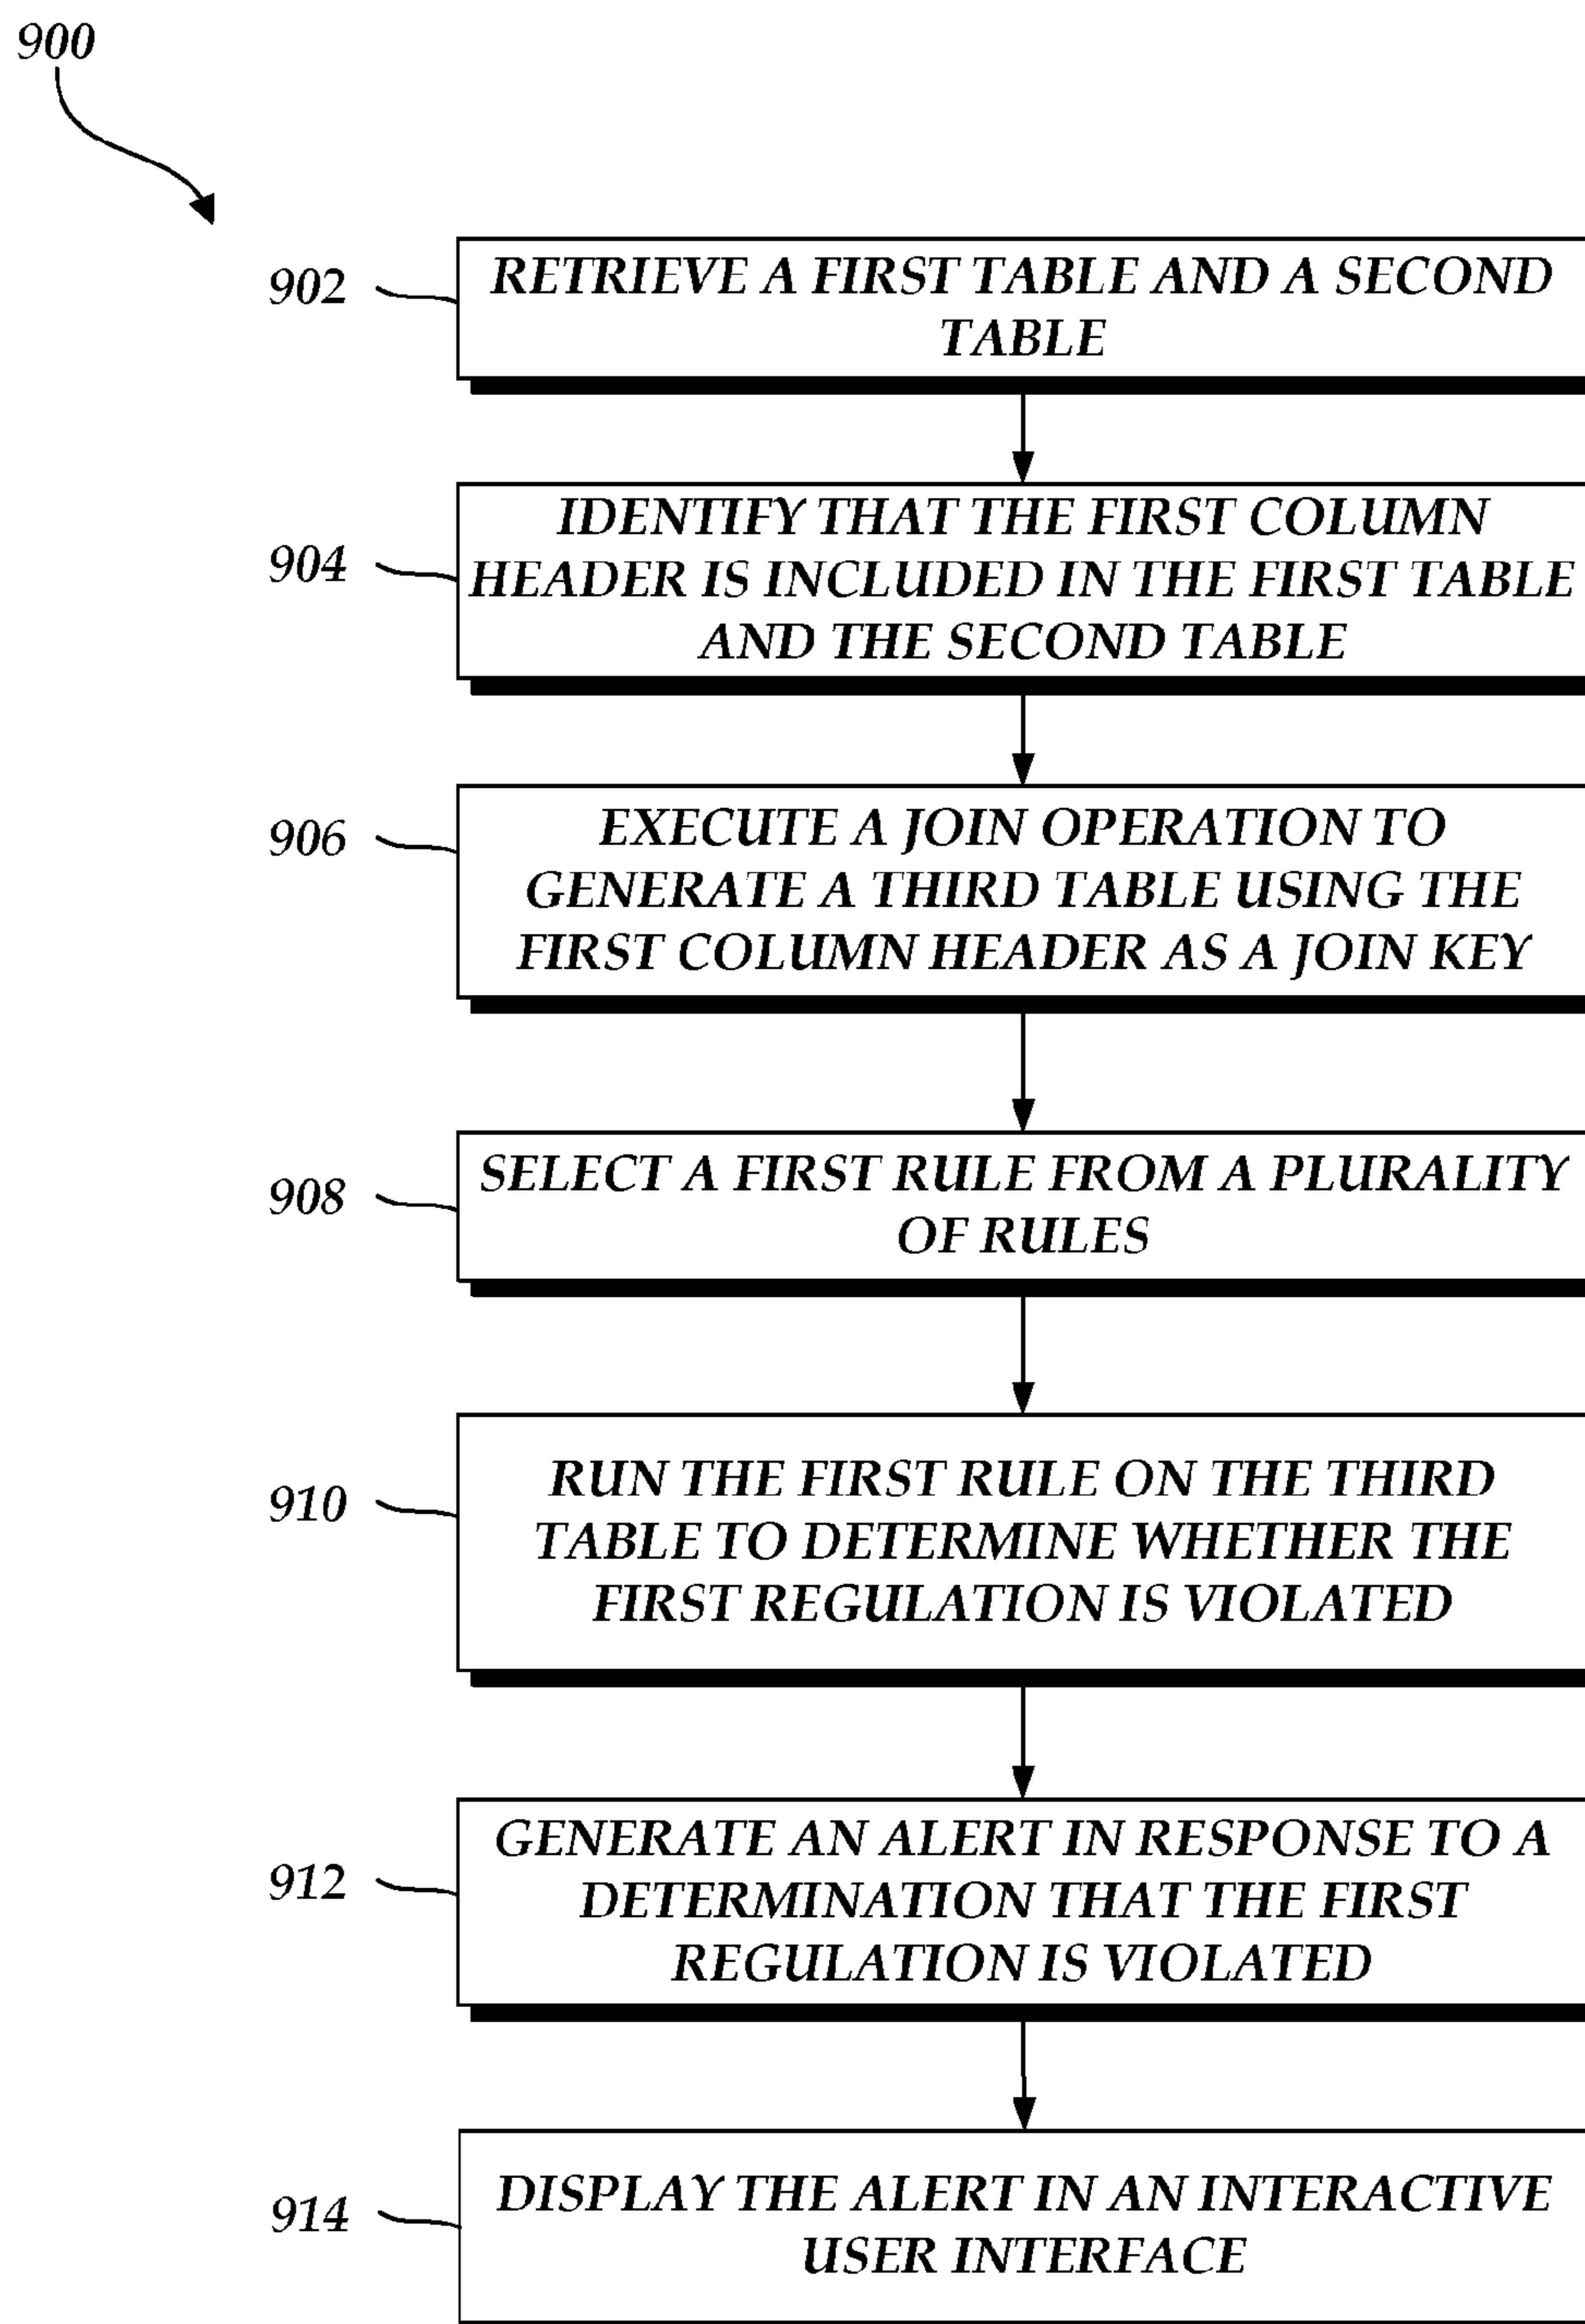 900
902
RETRIEVE A FIRST TABLE AND A SECOND
TABLE
904
IDENTIFY THAT THE FIRST COLUMN
HEADER IS INCLUDED IN THE FIRST TABLE
AND THE SECOND TABLE
906
EXECUTE A JOIN OPERATION TO
GENERATE A THIRD TABLE USING THE
FIRST COLUMN HEADER AS A JOIN KEY
908
SELECT A FIRST RULE FROM A PLURALITY
OF RULES
910
RUN THE FIRST RULE ON THE THIRD
TABLE TO DETERMINE WHETHER THE
FIRST REGULATION IS VIOLATED
912
GENERATE AN ALERT IN RESPONSE TO A
DETERMINATION THAT THE FIRST
REGULATION IS VIOLATED
914
DISPLAY THE ALERT IN AN INTERACTIVE
USER INTERFACE